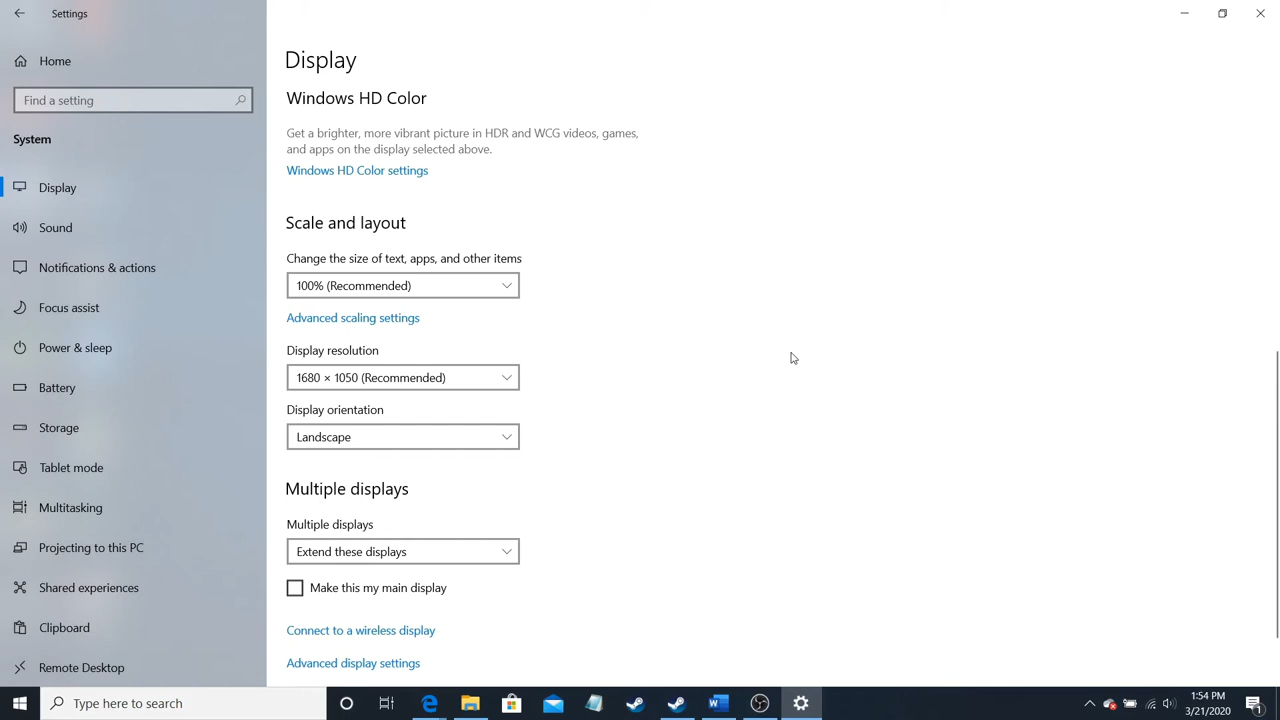 Settings
Home
Find a setting
System
Display
Sound
Notifications & actions
Focus assist
Power & sleep
Battery
Storage
Tablet mode
Multitasking
Projecting to this PC
Shared experiences
Clipboard
Remote Desktop
Display
Windows HD Color
Get a brighter, more vibrant picture in HDR and WCG videos, games,
and apps on the display selected above.
Windows HD Color settings
Scale and layout
Change the size of text, apps, and other items
100% (Recommended)
Advanced scaling settings
Display resolution
1680 × 1050 (Recommended)
Display orientation
Landscape
Multiple displays
Multiple displays
Extend these displays
Make this my main display
Connect to a wireless display
Advanced display settings
Type here to search
1:54 PM
3/21/2020
1